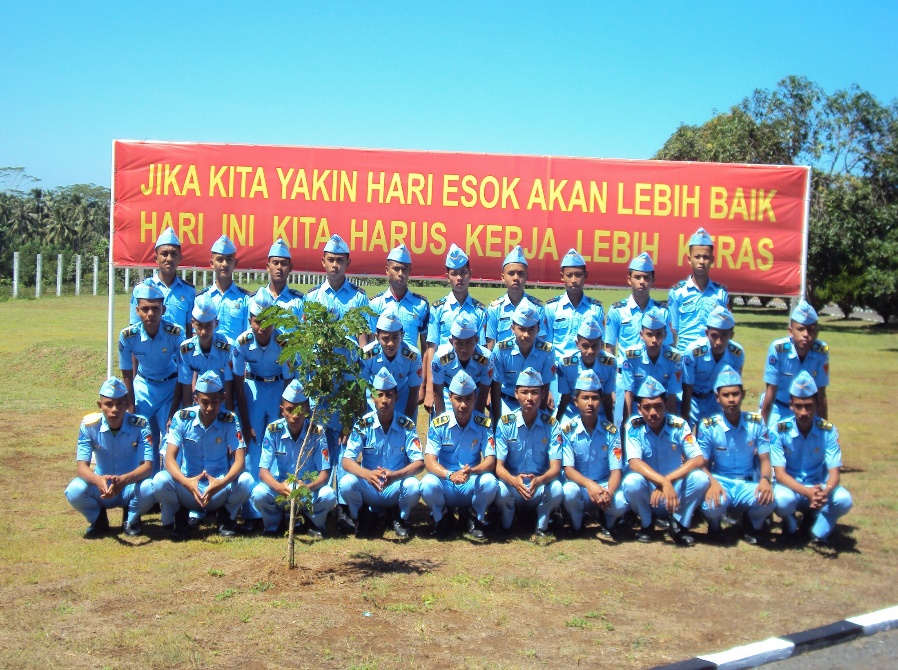 JIKA KITA YAKIN HARI ESOK AKAN LEBIH BAIK
HARI INI KITA HARUS KERJA LEBIH KERAS